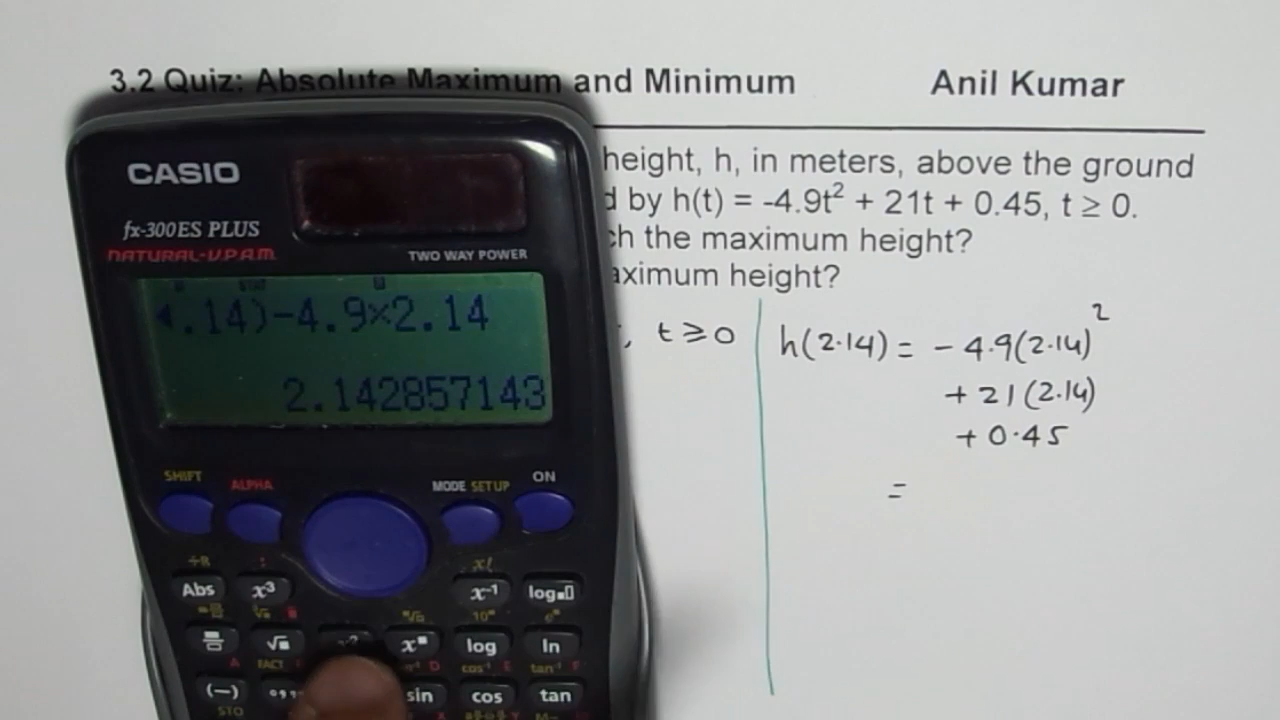 3.2 Quiz: Absolute Maximum and Minimum Anil Kumar
height, h, in meters, above the ground
by h(t) = -4.9t² + 21t + 0.45, t ≥ 0.
the maximum height?
maximum height?
, t ≥ 0
h(2.14) = - 4.9(2.14)²
+ 21(2.14)
+ 0.45
=
CASIO
fx-300ES PLUS
NATURAL-V.P.A.M.
TWO WAY POWER
.14)-4.9×2.14
2.142857143
SHIFT ALPHA MODE SETUP ON
Abs x³ x⁻¹ log
√ x log ln
(−) sin cos tan
STO